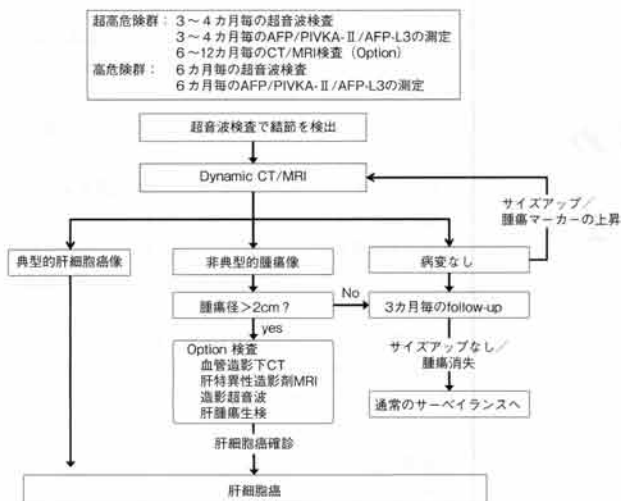 超高危険群：3～4カ月毎の超音波検査
3～4カ月毎のAFP/PIVKA-Ⅱ/AFP-L3の測定
6～12カ月毎のCT/MRI検査（Option）
高危険群：　6カ月毎の超音波検査
6カ月毎のAFP/PIVKA-Ⅱ/AFP-L3の測定
超音波検査で結節を検出
Dynamic CT/MRI
サイズアップ／
腫瘍マーカーの上昇
典型的肝細胞癌像
非典型的腫瘍像
病変なし
腫瘍径＞2cm？
No
3カ月毎のfollow-up
yes
Option 検査
血管造影下CT
肝特異性造影剤MRI
造影超音波
肝腫瘍生検
サイズアップなし／
腫瘍消失
通常のサーベイランスへ
肝細胞癌確診
肝細胞癌